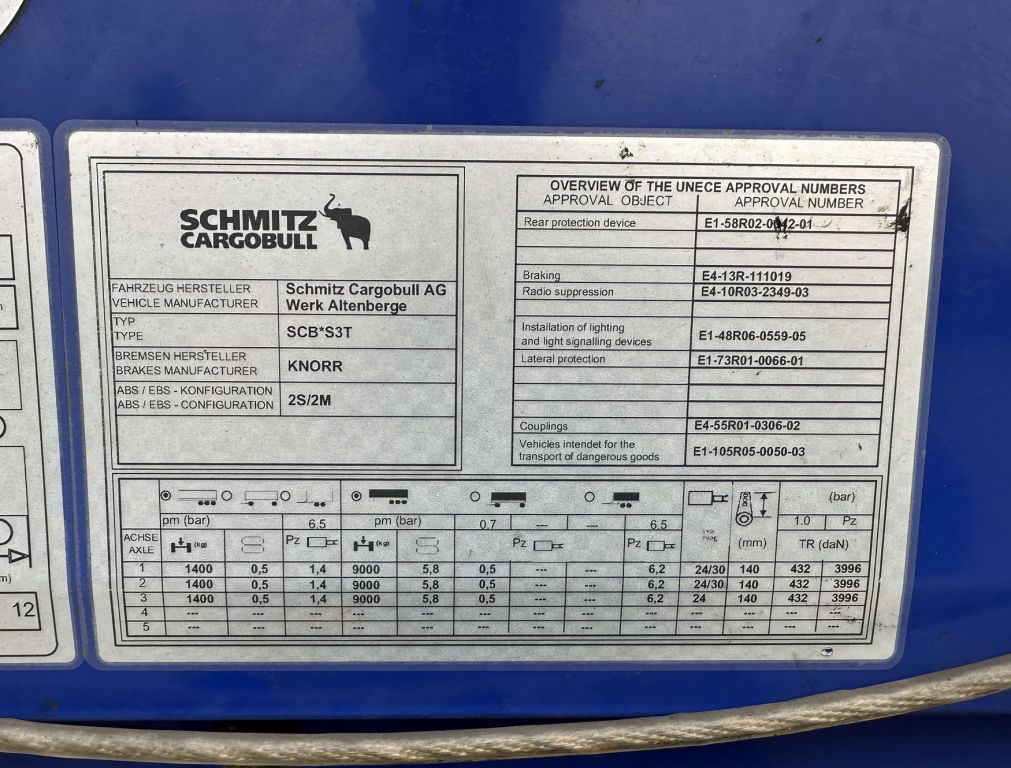 SCHMITZ
CARGOBULL
FAHRZEUG HERSTELLER
VEHICLE MANUFACTURER
Schmitz Cargobull AG
Werk Altenberge
TYP
TYPE
SCB*S3T
BREMSEN HERSTELLER
BRAKES MANUFACTURER
KNORR
ABS / EBS - KONFIGURATION
ABS / EBS - CONFIGURATION
2S/2M
OVERVIEW OF THE UNECE APPROVAL NUMBERS
APPROVAL OBJECT APPROVAL NUMBER
Rear protection device E1-58R02-0042-01
Braking E4-13R-111019
Radio suppression E4-10R03-2349-03
Installation of lighting
and light signalling devices E1-48R06-0559-05
Lateral protection E1-73R01-0066-01
Couplings E4-55R01-0306-02
Vehicles intendet for the
transport of dangerous goods E1-105R05-0050-03
(bar)
pm (bar) 6.5 pm (bar) 0.7 --- --- 6.5 1.0 Pz
ACHSE
AXLE
(kg) Pz (kg) Pz Pz TYPE (mm) TR (daN)
1 1400 0,5 1,4 9000 5,8 0,5 --- --- 6,2 24/30 140 432 3996
2 1400 0,5 1,4 9000 5,8 0,5 --- --- 6,2 24/30 140 432 3996
3 1400 0,5 1,4 9000 5,8 0,5 --- --- 6,2 24 140 432 3996
4 --- --- --- --- --- --- --- --- --- --- --- --- ---
5 --- --- --- --- --- --- --- --- --- --- --- --- ---
m)
12